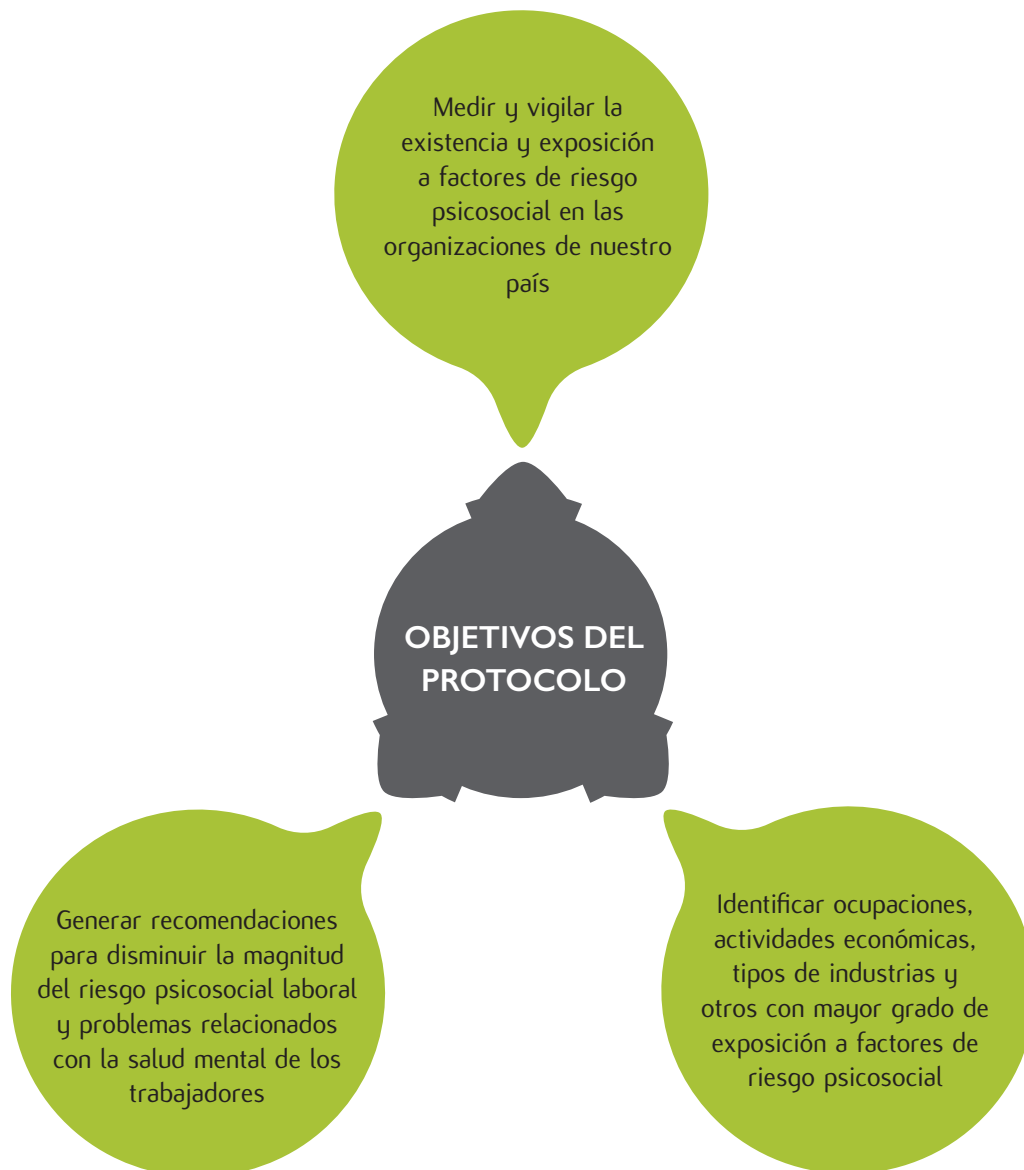 Medir y vigilar la
existencia y exposición
a factores de riesgo
psicosocial en las
organizaciones de nuestro
país
OBJETIVOS DEL
PROTOCOLO
Generar recomendaciones
para disminuir la magnitud
del riesgo psicosocial laboral
y problemas relacionados
con la salud mental de los
trabajadores
Identificar ocupaciones,
actividades económicas,
tipos de industrias y
otros con mayor grado de
exposición a factores de
riesgo psicosocial